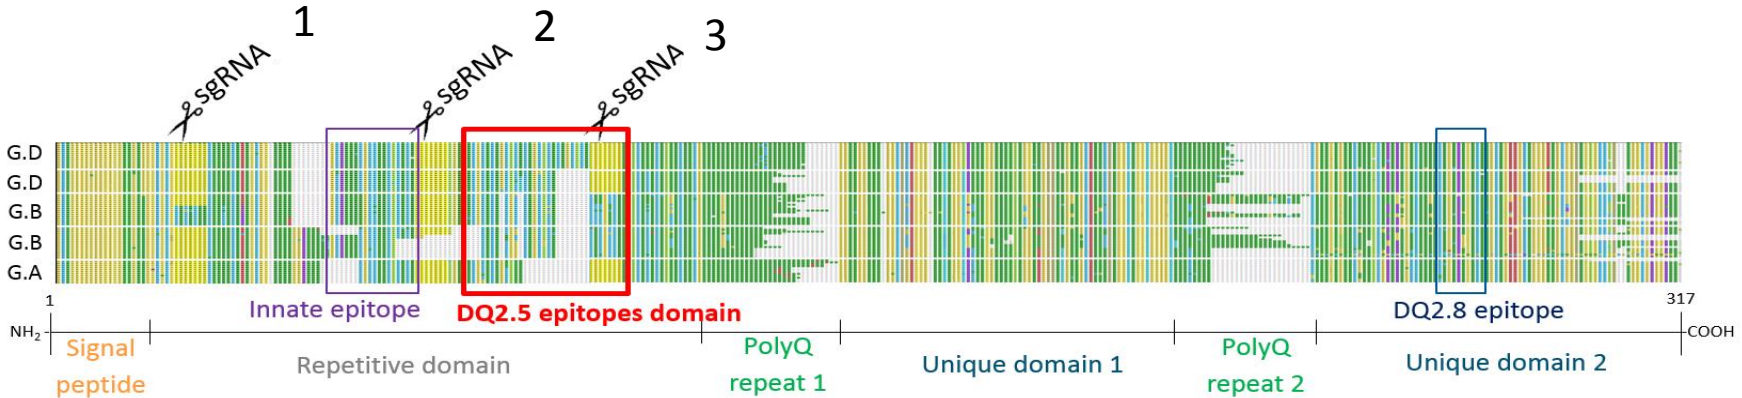 1
2
3
sgRNA
sgRNA
sgRNA
G.D
G.D
G.B
G.B
G.A
1
317
Innate epitope
DQ2.5 epitopes domain
DQ2.8 epitope
NH2
COOH
Signal
peptide
Repetitive domain
PolyQ
repeat 1
Unique domain 1
PolyQ
repeat 2
Unique domain 2